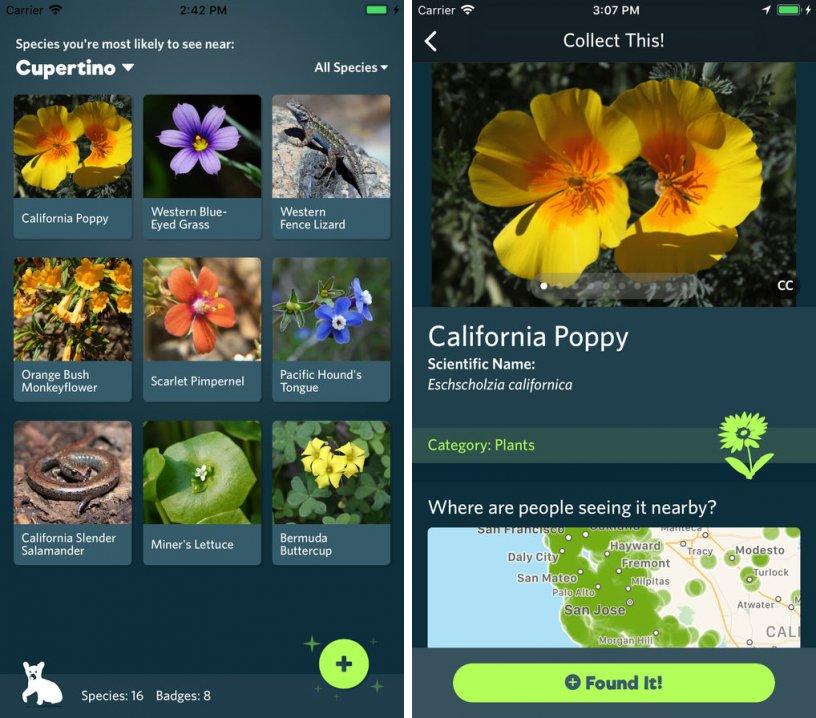 Carrier 2:42 PM
Species you're most likely to see near:
Cupertino
All Species
California Poppy
Western Blue-
Eyed Grass
Western
Fence Lizard
Orange Bush
Monkeyflower
Scarlet Pimpernel
Pacific Hound's
Tongue
California Slender
Salamander
Miner's Lettuce
Bermuda
Buttercup
Species: 16 Badges: 8
Carrier 3:07 PM
Collect This!
CC
California Poppy
Scientific Name:
Eschscholzia californica
Category: Plants
Where are people seeing it nearby?
San Francisco
Oakland
Manteca
Daly City
Hayward
Tracy
Modesto
Fremont
San Mateo
Turlock
Palo Alto
Milpitas
San Jose
Atwater
M
Morgan Hill
CALI
Found It!